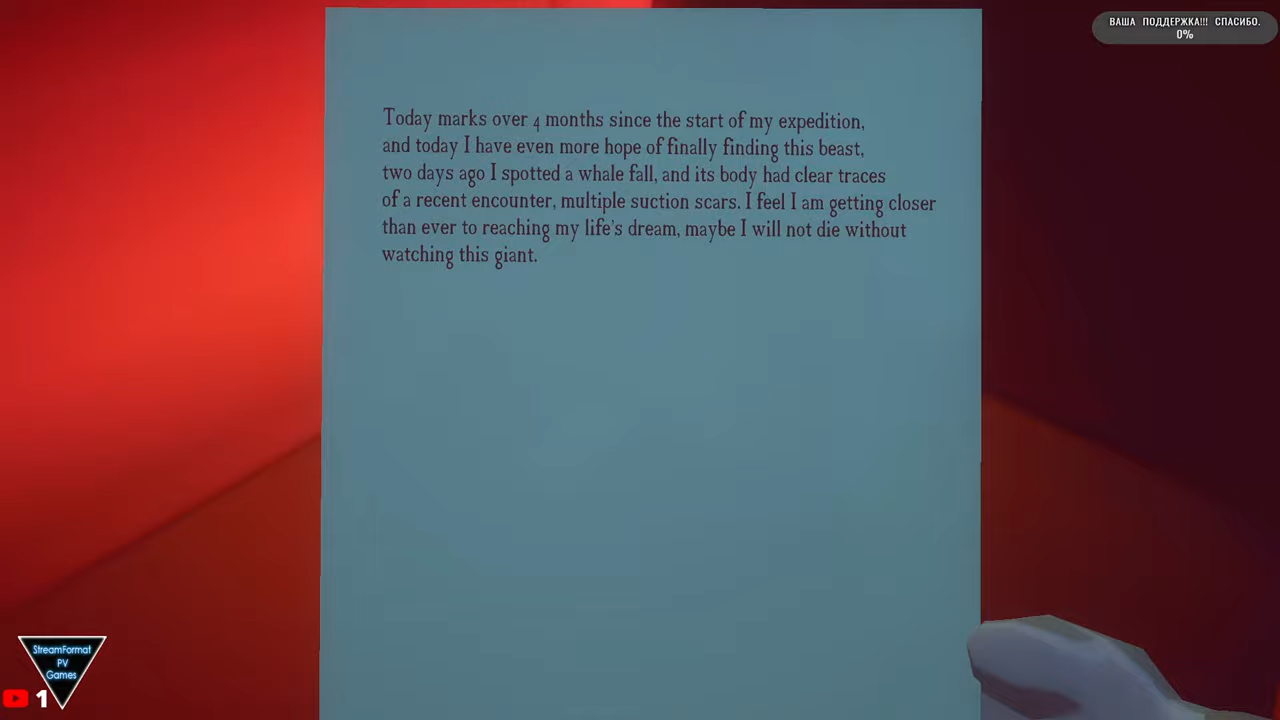 ВАША ПОДДЕРЖКА!!! СПАСИБО.
0%
Today marks over 4 months since the start of my expedition,
and today I have even more hope of finally finding this beast,
two days ago I spotted a whale fall, and its body had clear traces
of a recent encounter, multiple suction scars. I feel I am getting closer
than ever to reaching my life's dream, maybe I will not die without
watching this giant.
StreamFormat
PV
Games
1